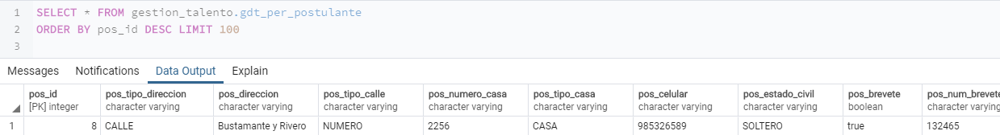 1 SELECT * FROM gestion_talento.gdt_per_postulante
2 ORDER BY pos_id DESC LIMIT 100
3
Messages Notifications Data Output Explain
pos_id pos_tipo_direccion pos_direccion pos_tipo_calle pos_numero_casa pos_tipo_casa pos_celular pos_estado_civil pos_brevete pos_num_brevete
[PK] integer character varying character varying character varying character varying character varying character varying character varying boolean character varying
1 8 CALLE Bustamante y Rivero NUMERO 2256 CASA 985326589 SOLTERO true 132465